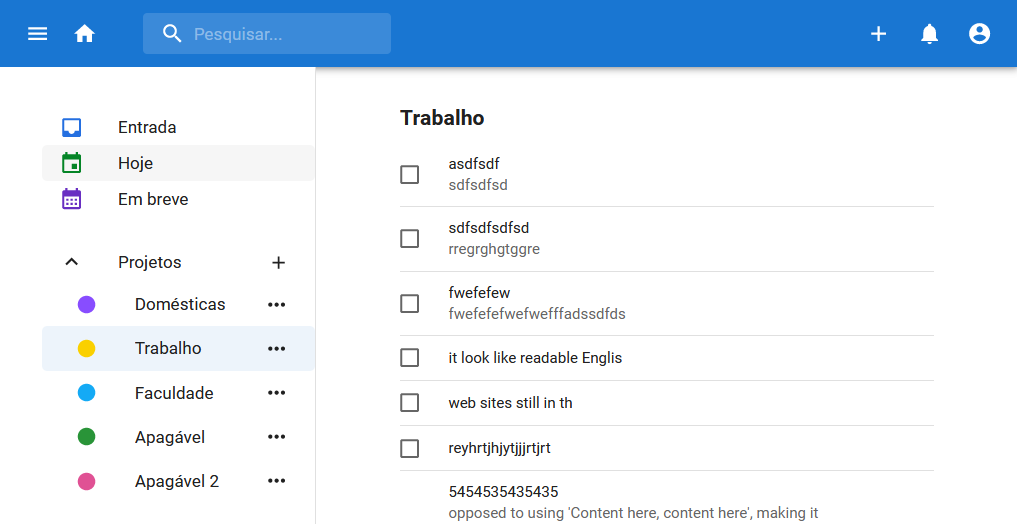 Pesquisar...
Entrada
Hoje
Em breve
Projetos
Domésticas
Trabalho
Faculdade
Apagável
Apagável 2
Trabalho
asdfsdf
sdfsdfsd
sdfsdfsdfsd
rregrghgtggre
fwefefew
fwefefefwefwefffadssdfds
it look like readable Englis
web sites still in th
reyhrtjhjytjjjrtjrt
5454535435435
opposed to using 'Content here, content here', making it